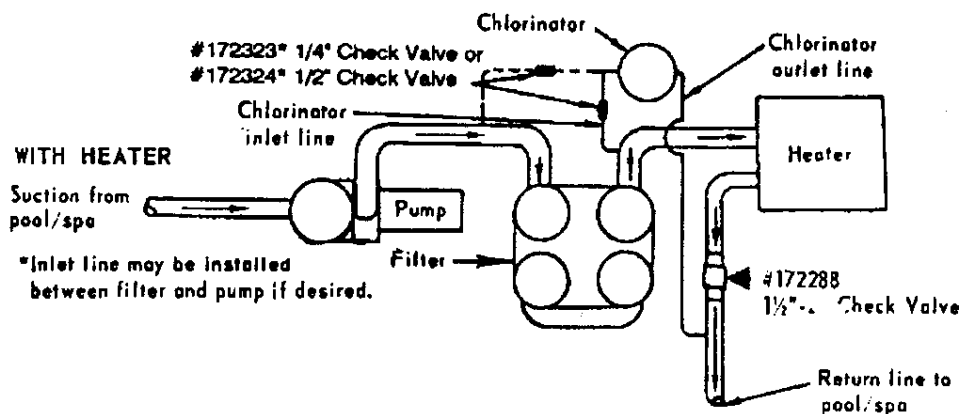 Chlorinator
#172323* 1/4" Check Valve or
#172324* 1/2" Check Valve
Chlorinator
outlet line
Chlorinator
inlet line
WITH HEATER
Heater
Suction from
pool/spa
Pump
Filter
*Inlet line may be installed
between filter and pump if desired.
#172288
1½"- Check Valve
Return line to
pool/spa